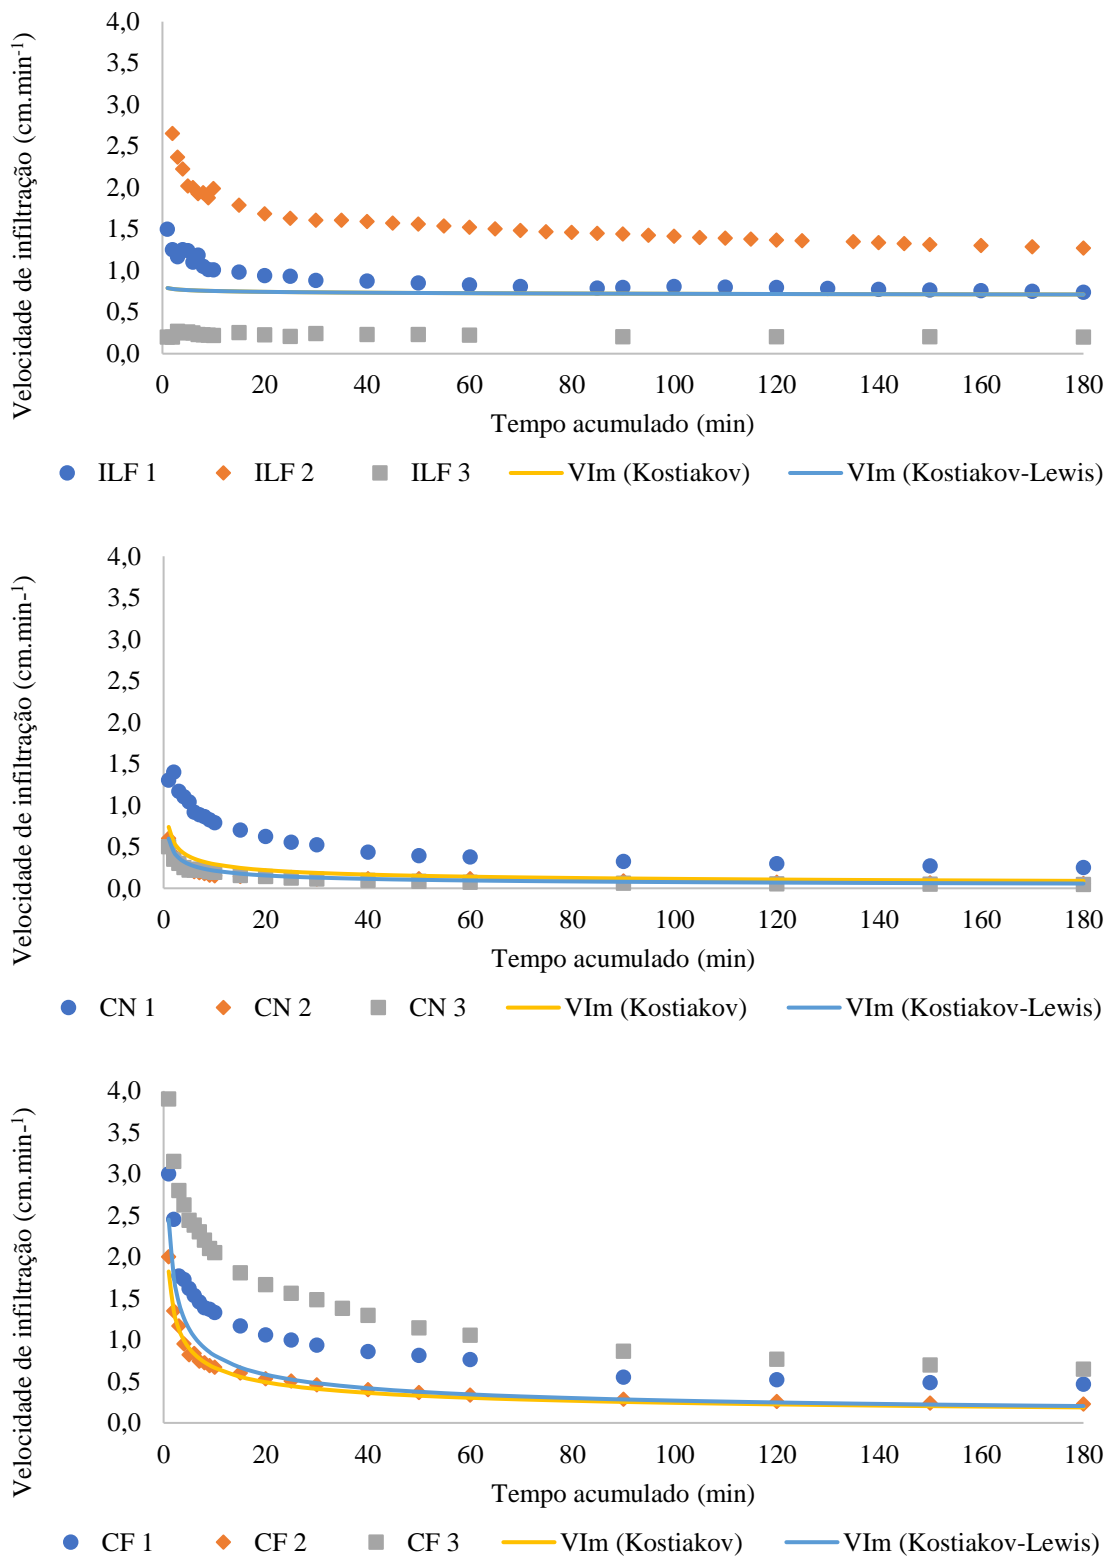 Velocidade de infiltração (cm.min-1)
4,0
3,5
3,0
2,5
2,0
1,5
1,0
0,5
0,0
0 20 40 60 80 100 120 140 160 180
Tempo acumulado (min)
ILF 1 ILF 2 ILF 3 VIm (Kostiakov) VIm (Kostiakov-Lewis)
Velocidade de infiltração (cm.min-¹)
4,0
3,5
3,0
2,5
2,0
1,5
1,0
0,5
0,0
0 20 40 60 80 100 120 140 160 180
Tempo acumulado (min)
CN 1 CN 2 CN 3 VIm (Kostiakov) VIm (Kostiakov-Lewis)
Velocidade de infiltração (cm.min-¹)
4,0
3,5
3,0
2,5
2,0
1,5
1,0
0,5
0,0
0 20 40 60 80 100 120 140 160 180
Tempo acumulado (min)
CF 1 CF 2 CF 3 VIm (Kostiakov) VIm (Kostiakov-Lewis)